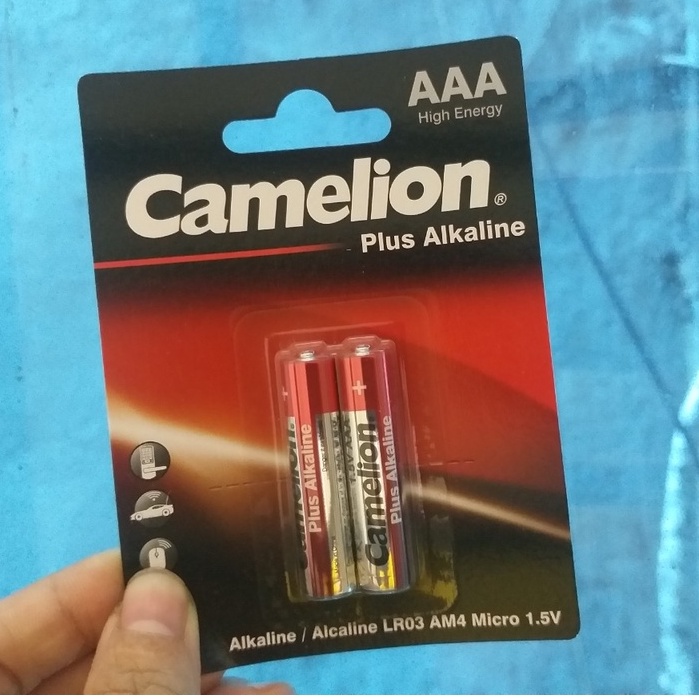 AAA
High Energy
Camelion®
Plus Alkaline
+
Camelion
Plus Alkaline
Camelion
Plus Alkaline
Alkaline / Alcaline LR03 AM4 Micro 1.5V